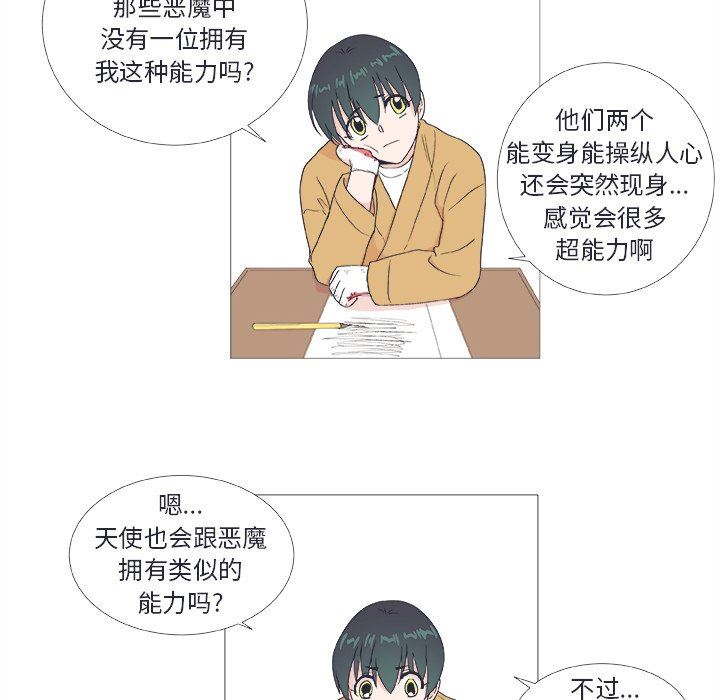 那些恶魔中
没有一位拥有
我这种能力吗?
他们两个
能变身能操纵人心
还会突然现身...
感觉会很多
超能力啊
嗯...
天使也会跟恶魔
拥有类似的
能力吗?
不过...